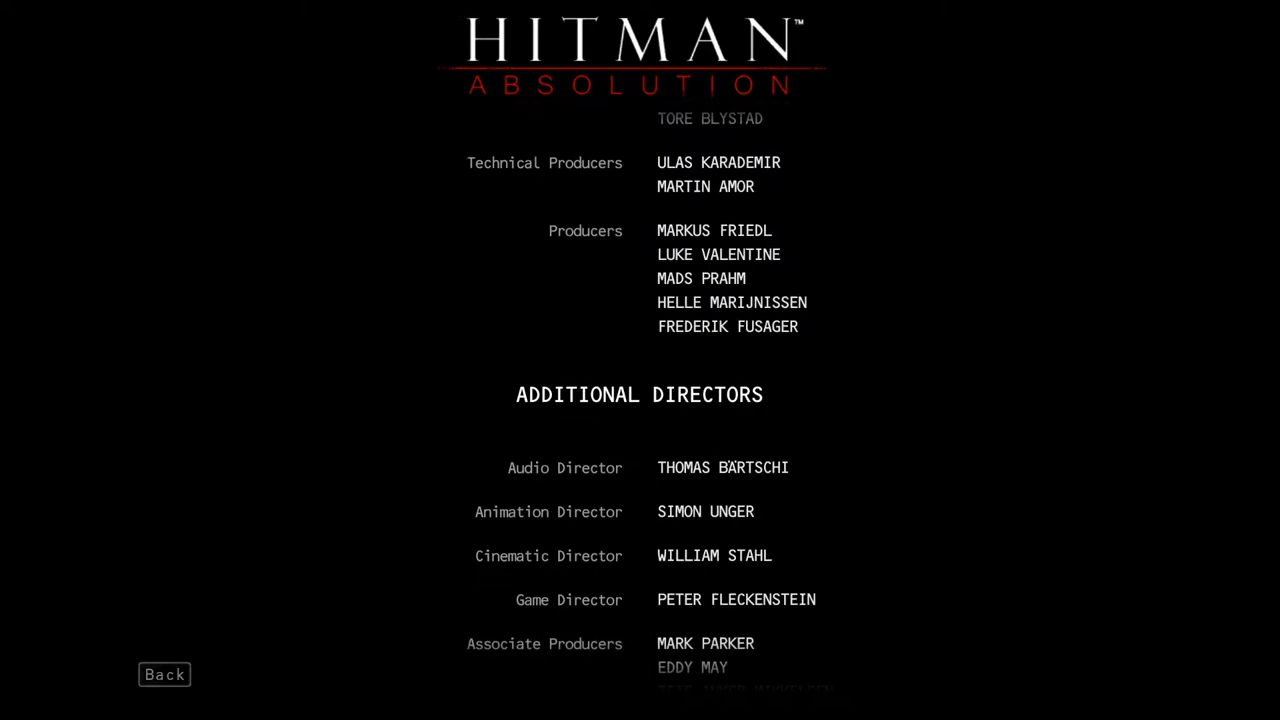 HITMAN™
ABSOLUTION
TORE BLYSTAD
Technical Producers ULAS KARADEMIR
MARTIN AMOR
Producers MARKUS FRIEDL
LUKE VALENTINE
MADS PRAHM
HELLE MARIJNISSEN
FREDERIK FUSAGER
ADDITIONAL DIRECTORS
Audio Director THOMAS BÄRTSCHI
Animation Director SIMON UNGER
Cinematic Director WILLIAM STAHL
Game Director PETER FLECKENSTEIN
Associate Producers MARK PARKER
EDDY MAY
Back